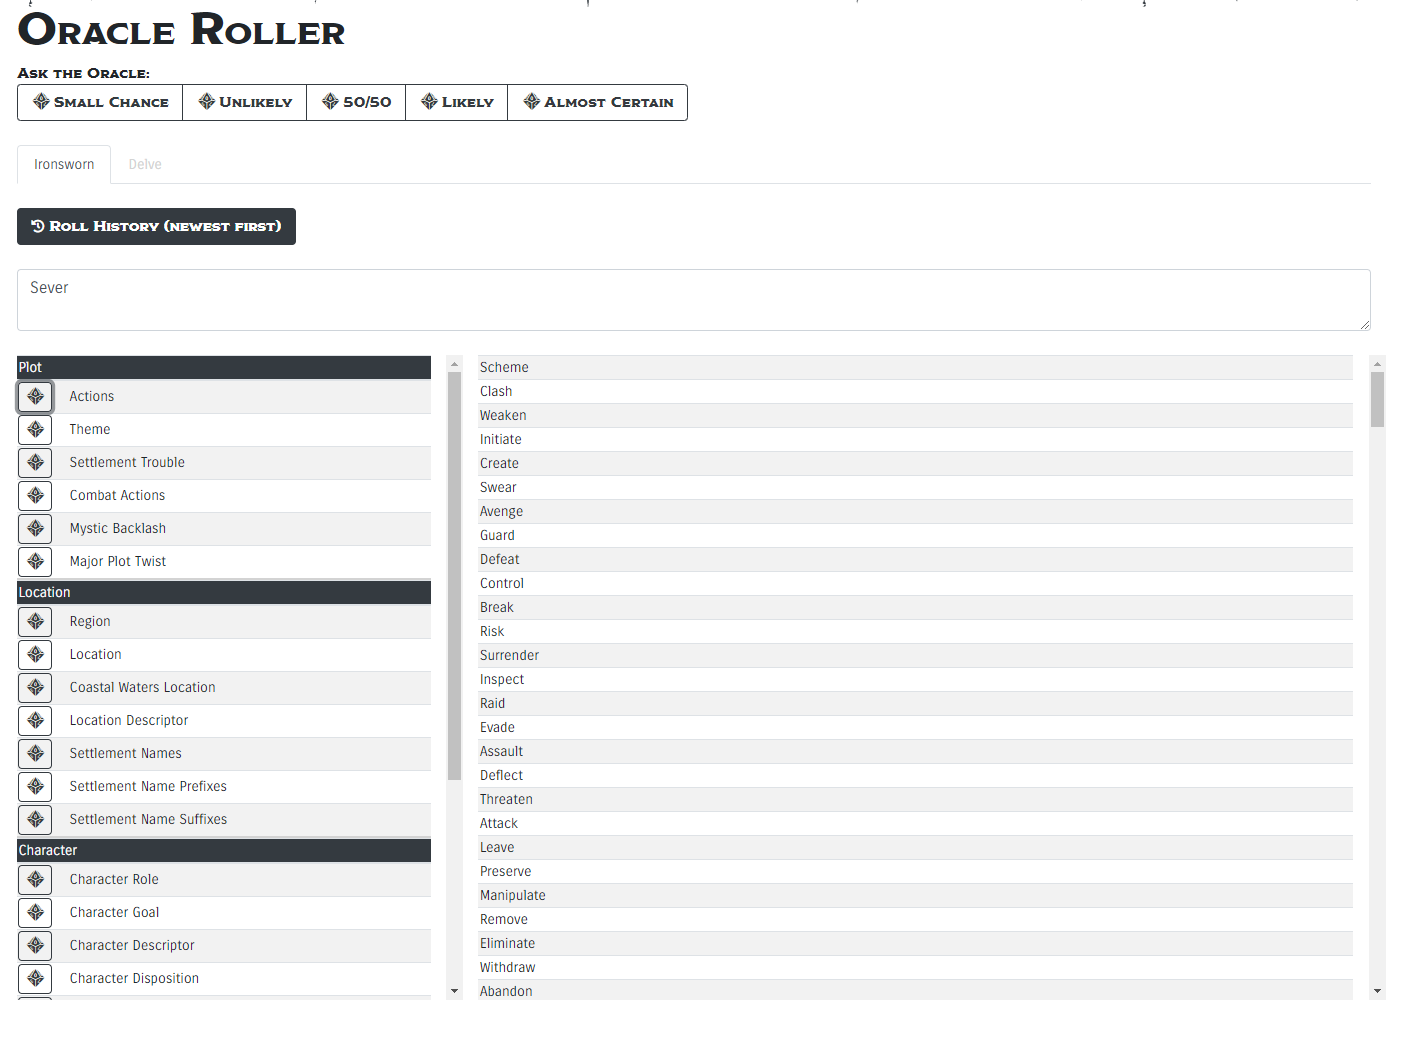 Oracle Roller
Ask the Oracle:
Small Chance Unlikely 50/50 Likely Almost Certain
Ironsworn Delve
Roll History (newest first)
Sever
Plot
Actions
Theme
Settlement Trouble
Combat Actions
Mystic Backlash
Major Plot Twist
Location
Region
Location
Coastal Waters Location
Location Descriptor
Settlement Names
Settlement Name Prefixes
Settlement Name Suffixes
Character
Character Role
Character Goal
Character Descriptor
Character Disposition
Scheme
Clash
Weaken
Initiate
Create
Swear
Avenge
Guard
Defeat
Control
Break
Risk
Surrender
Inspect
Raid
Evade
Assault
Deflect
Threaten
Attack
Leave
Preserve
Manipulate
Remove
Eliminate
Withdraw
Abandon